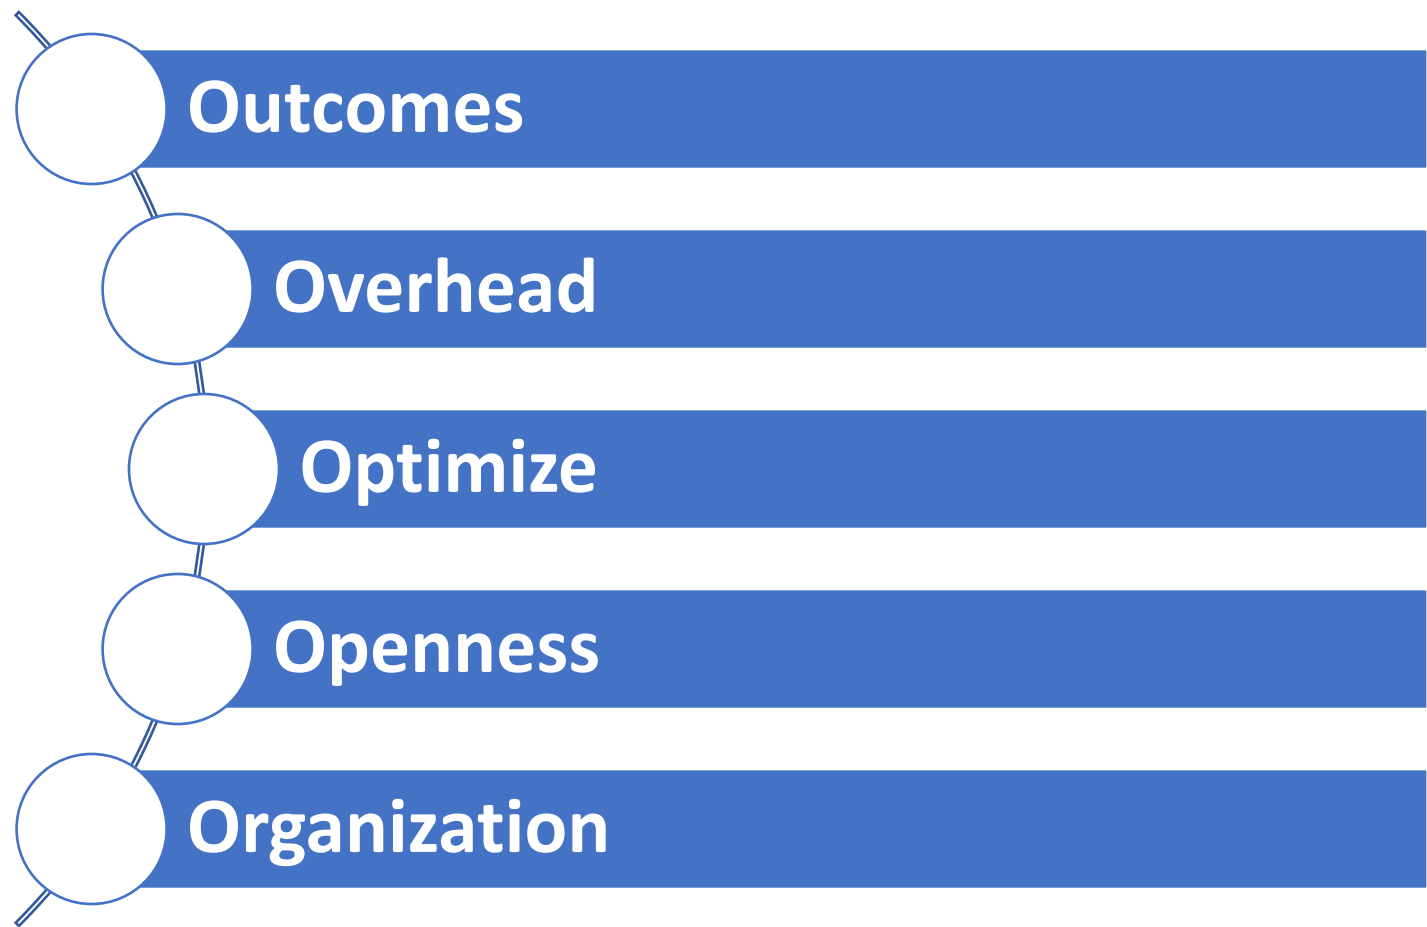 Outcomes
Overhead
Optimize
Openness
Organization